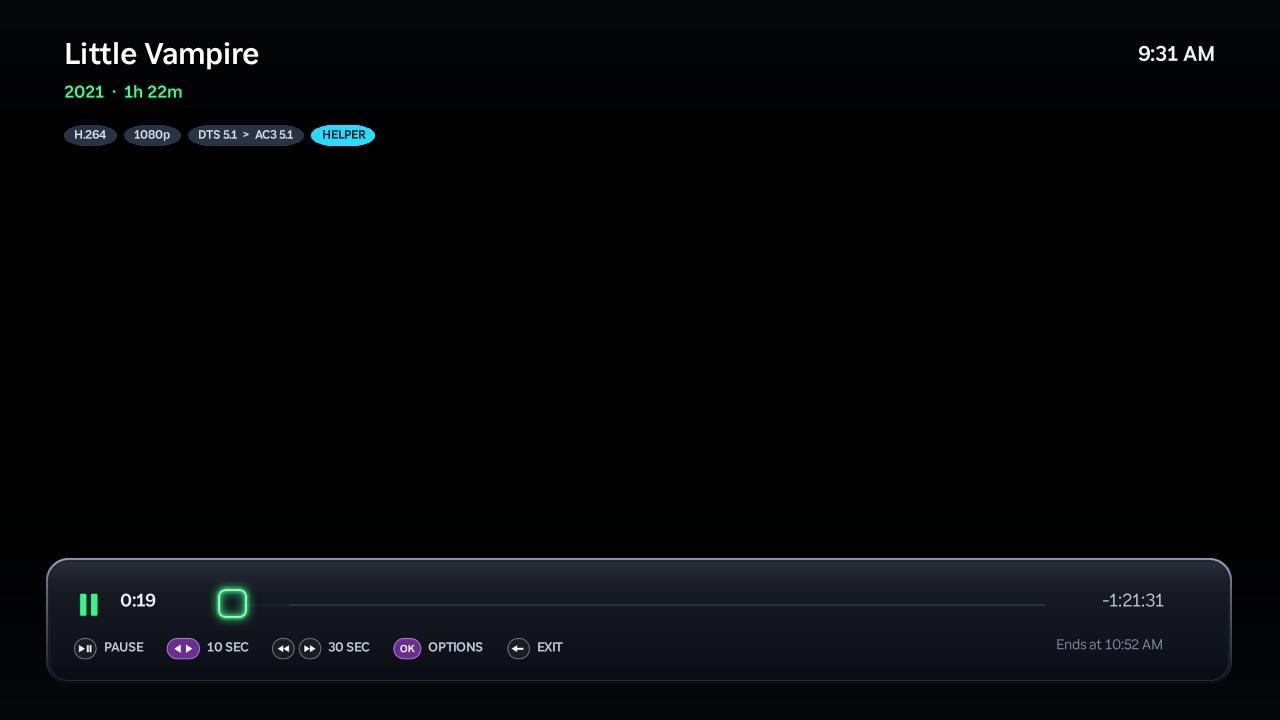 Little Vampire
9:31 AM
2021 · 1h 22m
H.264 1080p DTS 5.1 > AC3 5.1 HELPER
0:19
-1:21:31
PAUSE 10 SEC 30 SEC OK OPTIONS EXIT
Ends at 10:52 AM